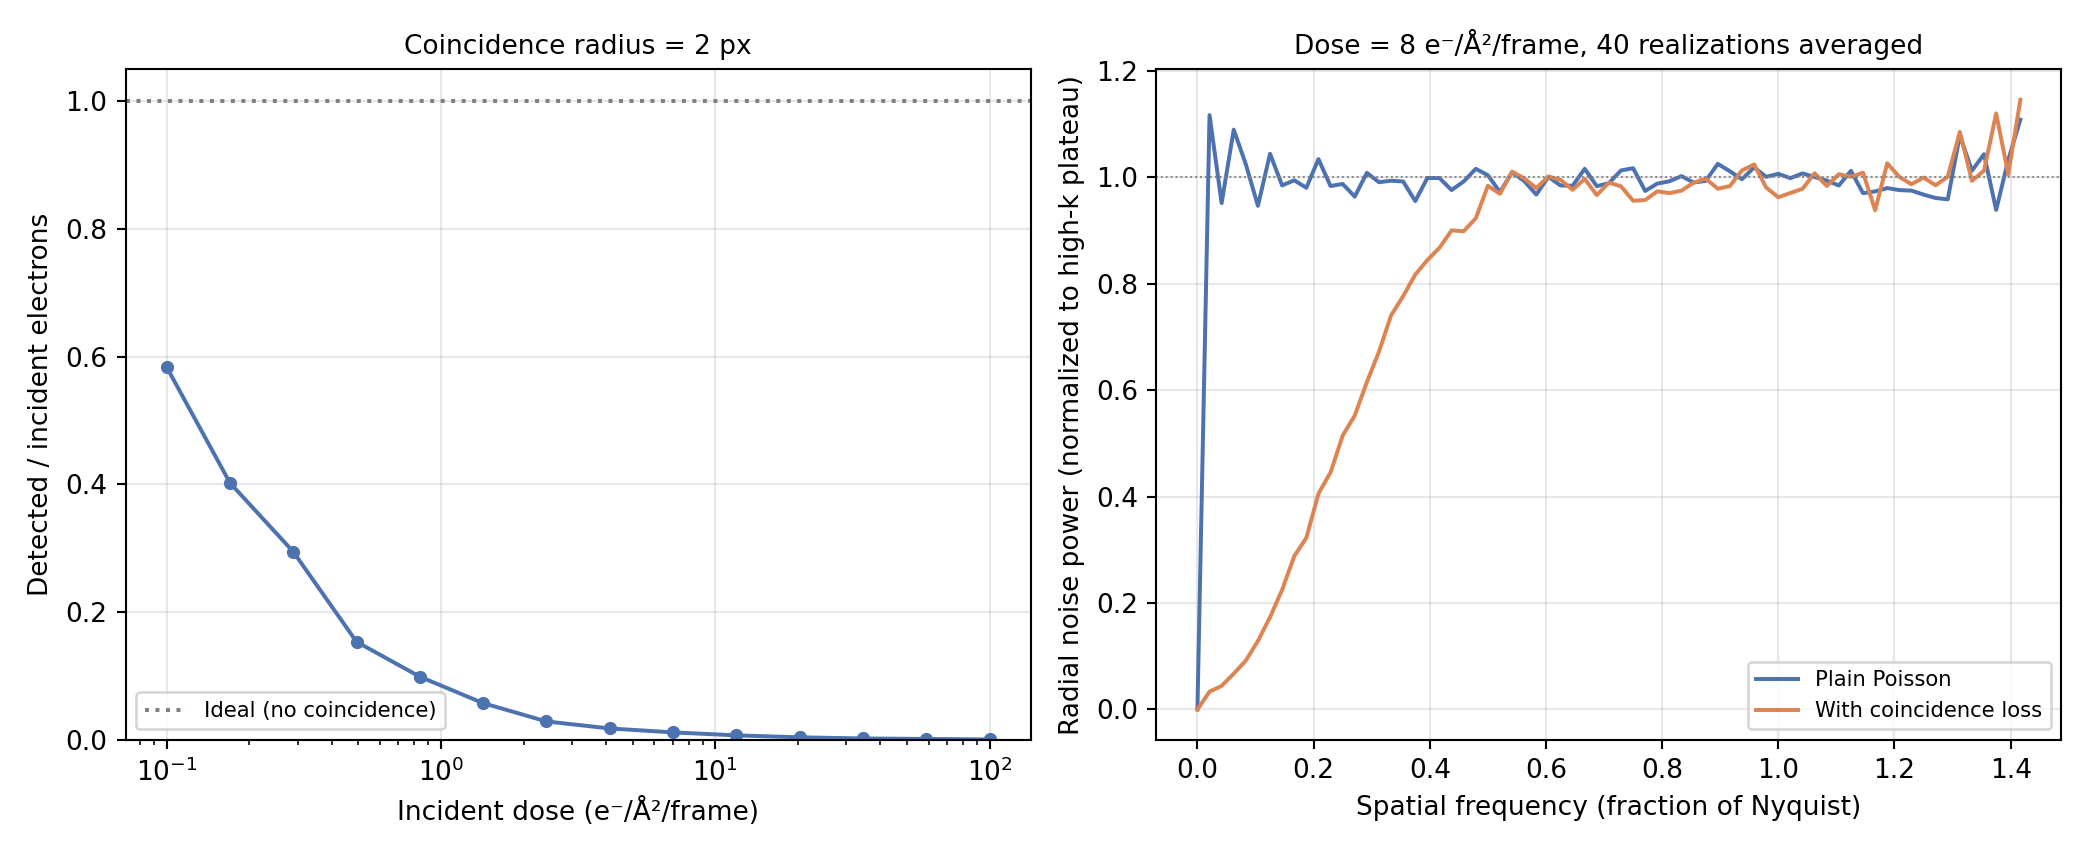 Coincidence radius = 2 px
Detected / incident electrons
1.0
0.8
0.6
0.4
0.2
0.0
Ideal (no coincidence)
10⁻¹
10⁰
10¹
10²
Incident dose (e⁻/Å²/frame)
Dose = 8 e⁻/Å²/frame, 40 realizations averaged
Radial noise power (normalized to high-k plateau)
1.2
1.0
0.8
0.6
0.4
0.2
0.0
Plain Poisson
With coincidence loss
0.0
0.2
0.4
0.6
0.8
1.0
1.2
1.4
Spatial frequency (fraction of Nyquist)